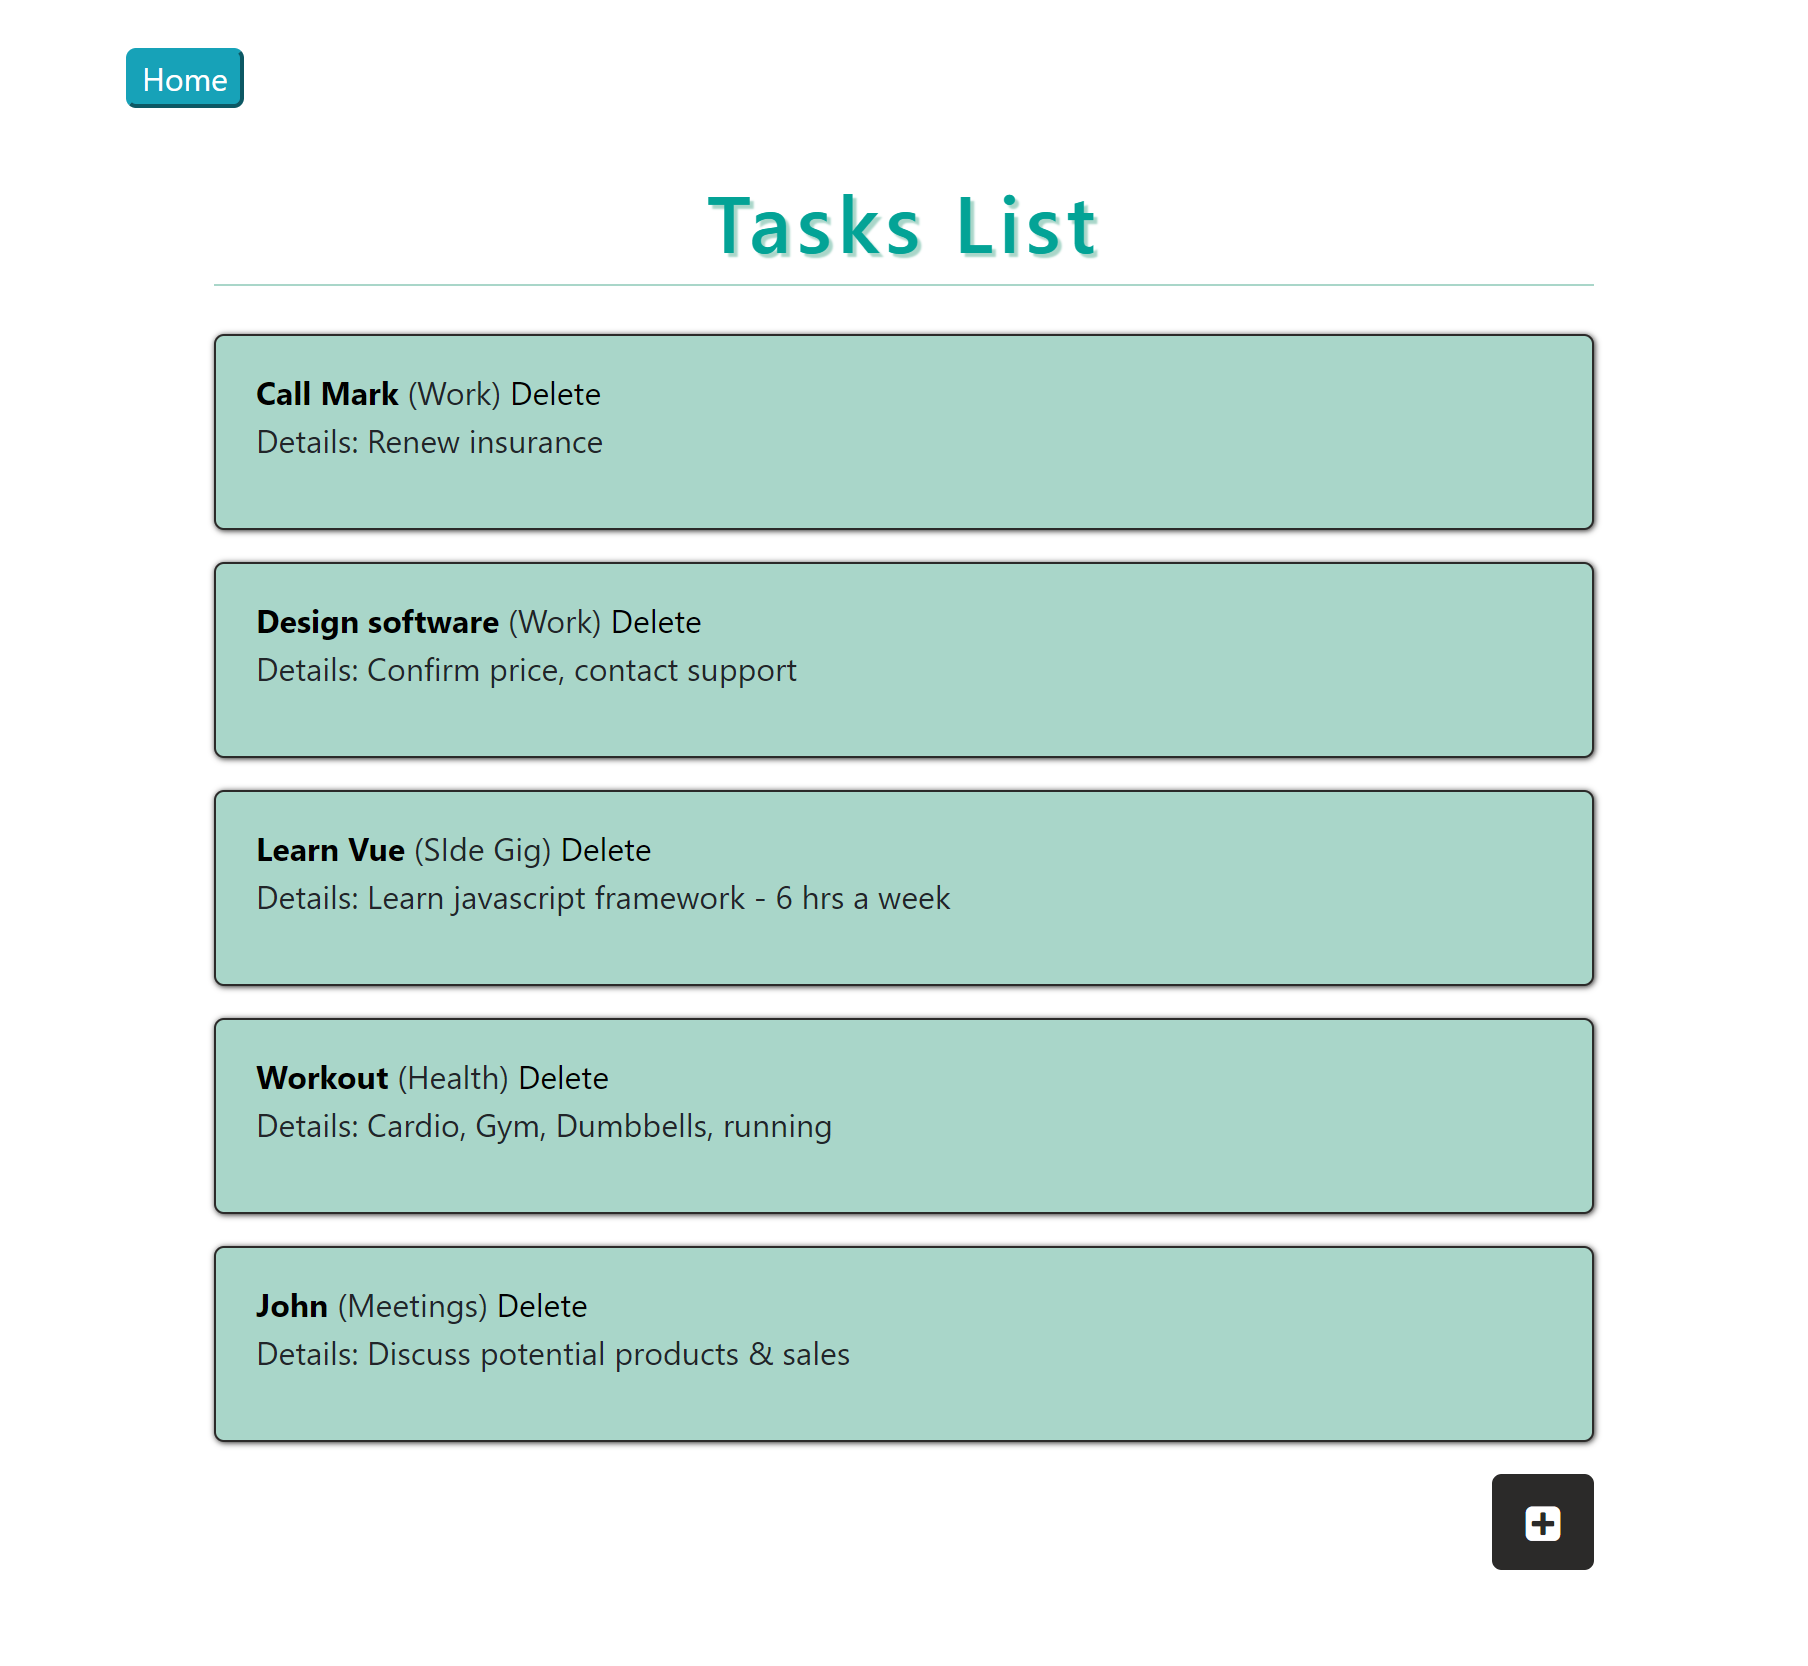 Home
Tasks List
Call Mark (Work) Delete
Details: Renew insurance
Design software (Work) Delete
Details: Confirm price, contact support
Learn Vue (SIde Gig) Delete
Details: Learn javascript framework - 6 hrs a week
Workout (Health) Delete
Details: Cardio, Gym, Dumbbells, running
John (Meetings) Delete
Details: Discuss potential products & sales